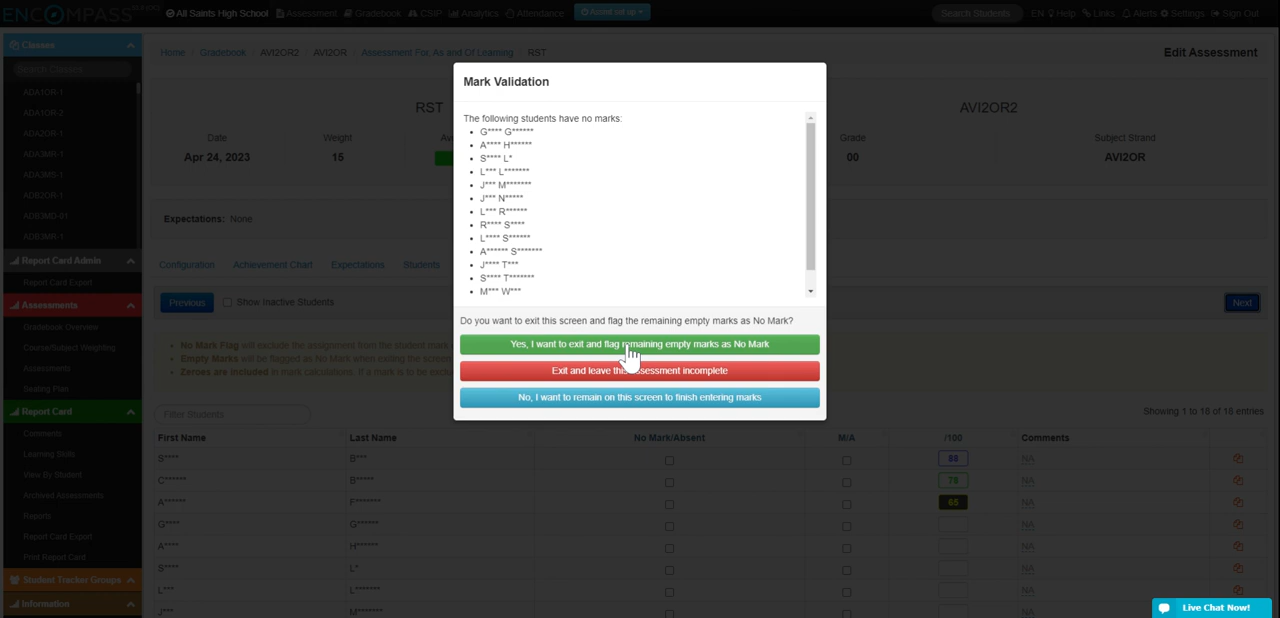 ENCOMPASS
All Saints High School Assessment Gradebook CSIP Analytics Attendance
Search Students EN Help Links Alerts Settings Sign Out
Classes
Search Classes
ADA1OR-1
ADA1OR-2
ADA2OR-1
ADA3MR-1
ADA3MS-1
ADB2OR-1
ADB3MO-01
ADB3MR-1
Report Card Admin
Report Card Export
Assessments
Gradebook Overview
Course/Subject Weighting
Assessments
Seating Plan
Report Card
Comments
Learning Skills
View By Student
Archived Assessments
Reports
Report Card Export
Print Report Card
Student Tracker Groups
Information
Home / Gradebook / AVI2OR2 / AVI2OR / Assessment For, As and Of Learning / RST
Edit Assessment
RST
AVI2OR2
Date
Weight
Grade
Subject Strand
Apr 24, 2023
15
00
AVI2OR
Expectations: None
Configuration Achievement Chart Expectations Students
Previous
Show Inactive Students
Next
No Mark Flag will exclude the assignment from the student mark
Empty Marks will be flagged as No Mark when exiting the screen
Zeroes are included in mark calculations. If a mark is to be
Filter Students
Showing 1 to 18 of 18 entries
Mark Validation
The following students have no marks:
G**** G******
A**** H******
S**** L*
L*** L*******
J*** M*******
J*** N*****
L*** R******
R**** S****
L**** S******
A****** S*******
J**** T***
S**** T*******
M*** W***
Do you want to exit this screen and flag the remaining empty marks as No Mark?
Yes, I want to exit and flag remaining empty marks as No Mark
Exit and leave this assessment incomplete
No, I want to remain on this screen to finish entering marks
First Name Last Name No Mark/Absent M/A /100 Comments
S**** B*** 88 NA
C****** B***** 78 NA
A****** F******* 65 NA
G**** G****** NA
A**** H****** NA
S**** L* NA
L*** L******* NA
J*** M*******
Live Chat Now!